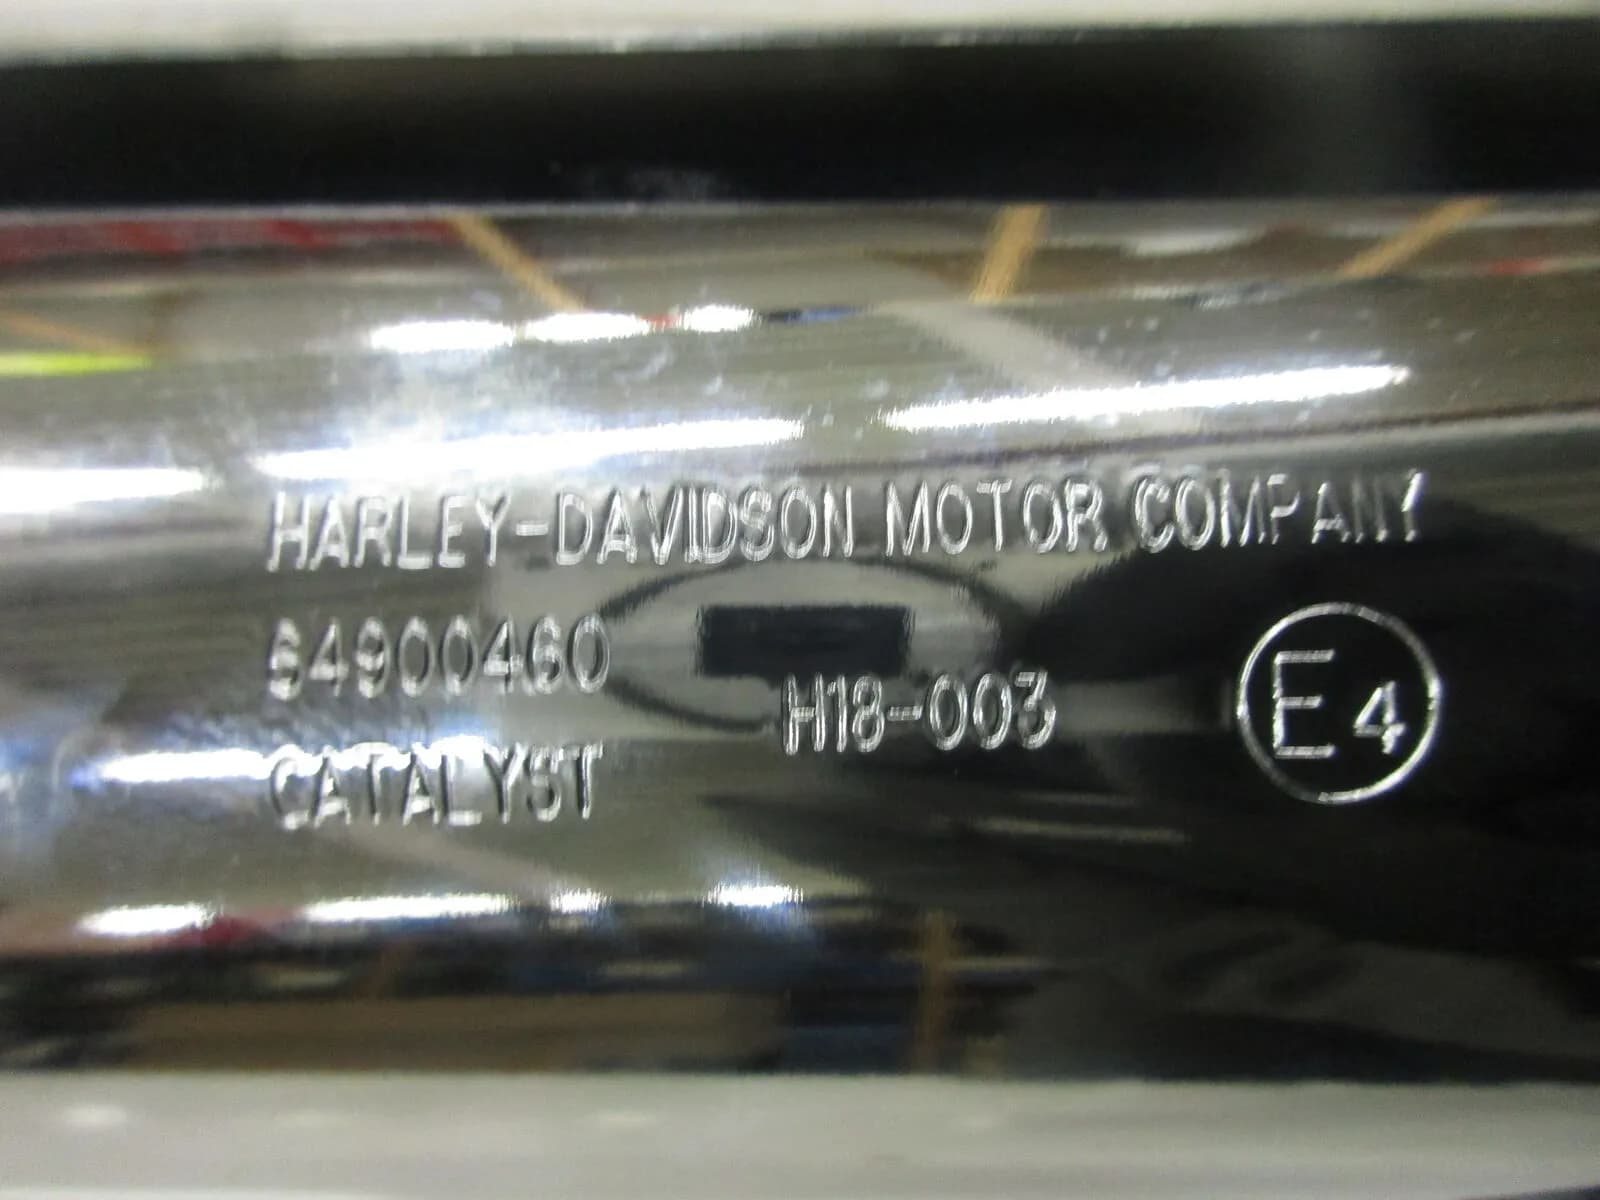 HARLEY-DAVIDSON MOTOR COMPANY
64900460
H18-003
E4
CATALYST